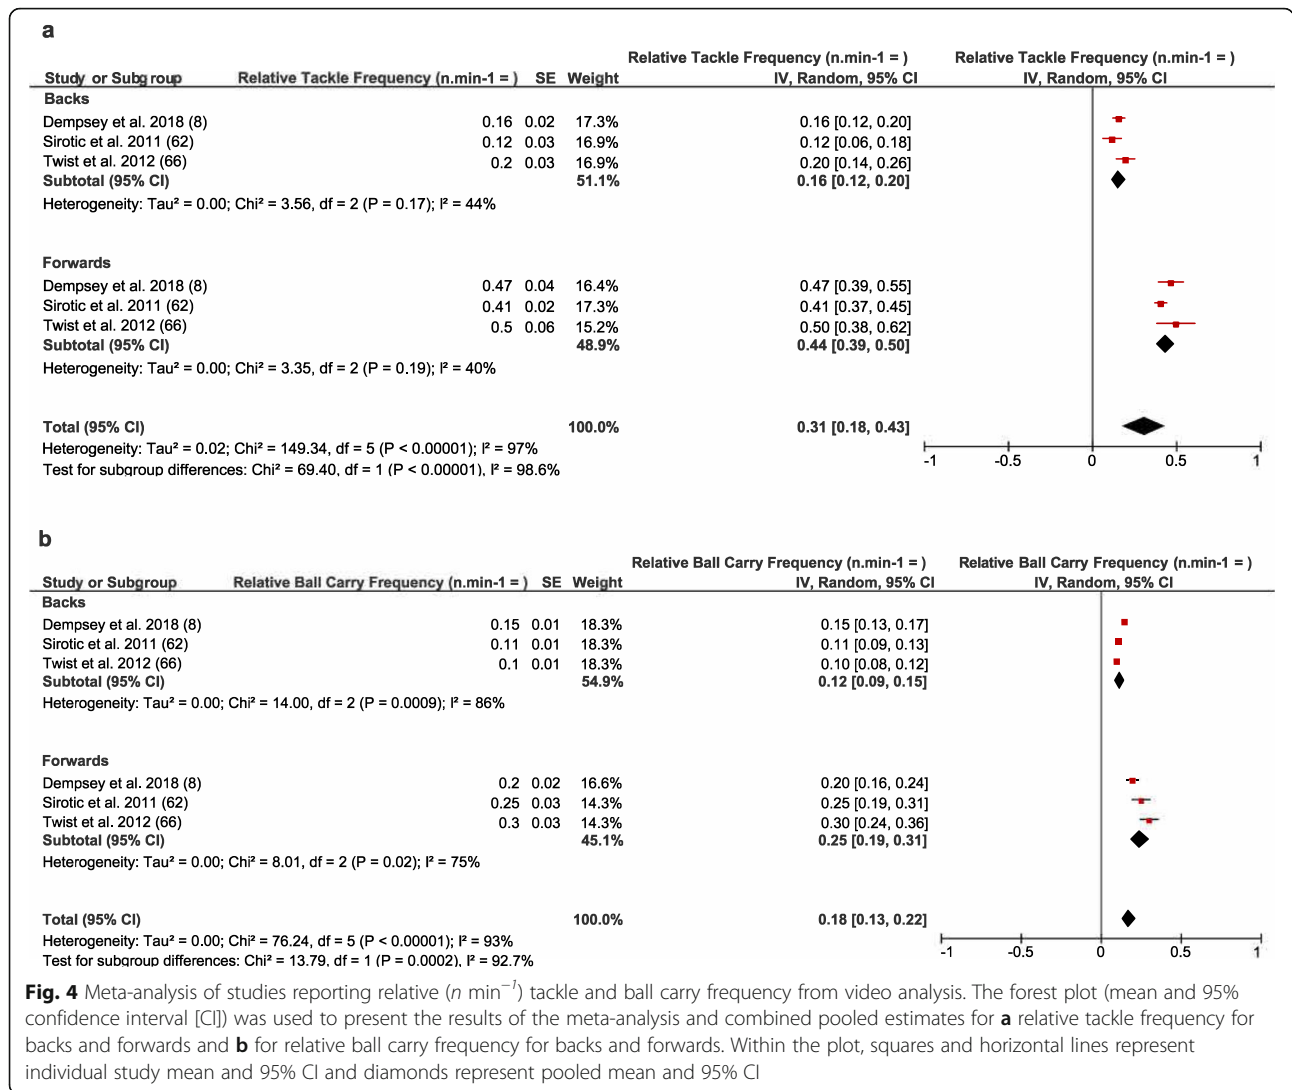 a
Relative Tackle Frequency (n.min-1 = ) Relative Tackle Frequency (n.min-1 = )
Study or Subgroup Relative Tackle Frequency (n.min-1 = ) SE Weight IV, Random, 95% CI IV, Random, 95% CI
Backs
Dempsey et al. 2018 (8) 0.16 0.02 17.3% 0.16 [0.12, 0.20]
Sirotic et al. 2011 (62) 0.12 0.03 16.9% 0.12 [0.06, 0.18]
Twist et al. 2012 (66) 0.2 0.03 16.9% 0.20 [0.14, 0.26]
Subtotal (95% CI) 51.1% 0.16 [0.12, 0.20]
Heterogeneity: Tau² = 0.00; Chi² = 3.56, df = 2 (P = 0.17); I² = 44%
Forwards
Dempsey et al. 2018 (8) 0.47 0.04 16.4% 0.47 [0.39, 0.55]
Sirotic et al. 2011 (62) 0.41 0.02 17.3% 0.41 [0.37, 0.45]
Twist et al. 2012 (66) 0.5 0.06 15.2% 0.50 [0.38, 0.62]
Subtotal (95% CI) 48.9% 0.44 [0.39, 0.50]
Heterogeneity: Tau² = 0.00; Chi² = 3.35, df = 2 (P = 0.19); I² = 40%
Total (95% CI) 100.0% 0.31 [0.18, 0.43]
Heterogeneity: Tau² = 0.02; Chi² = 149.34, df = 5 (P < 0.00001); I² = 97%
Test for subgroup differences: Chi² = 69.40, df = 1 (P < 0.00001), I² = 98.6%
-1 -0.5 0 0.5 1
b
Relative Ball Carry Frequency (n.min-1 = ) Relative Ball Carry Frequency (n.min-1 = )
Study or Subgroup Relative Ball Carry Frequency (n.min-1 = ) SE Weight IV, Random, 95% CI IV, Random, 95% CI
Backs
Dempsey et al. 2018 (8) 0.15 0.01 18.3% 0.15 [0.13, 0.17]
Sirotic et al. 2011 (62) 0.11 0.01 18.3% 0.11 [0.09, 0.13]
Twist et al. 2012 (66) 0.1 0.01 18.3% 0.10 [0.08, 0.12]
Subtotal (95% CI) 54.9% 0.12 [0.09, 0.15]
Heterogeneity: Tau² = 0.00; Chi² = 14.00, df = 2 (P = 0.0009); I² = 86%
Forwards
Dempsey et al. 2018 (8) 0.2 0.02 16.6% 0.20 [0.16, 0.24]
Sirotic et al. 2011 (62) 0.25 0.03 14.3% 0.25 [0.19, 0.31]
Twist et al. 2012 (66) 0.3 0.03 14.3% 0.30 [0.24, 0.36]
Subtotal (95% CI) 45.1% 0.25 [0.19, 0.31]
Heterogeneity: Tau² = 0.00; Chi² = 8.01, df = 2 (P = 0.02); I² = 75%
Total (95% CI) 100.0% 0.18 [0.13, 0.22]
Heterogeneity: Tau² = 0.00; Chi² = 76.24, df = 5 (P < 0.00001); I² = 93%
Test for subgroup differences: Chi² = 13.79, df = 1 (P = 0.0002), I² = 92.7%
-1 -0.5 0 0.5 1
Fig. 4 Meta-analysis of studies reporting relative (n min⁻¹) tackle and ball carry frequency from video analysis. The forest plot (mean and 95%
confidence interval [CI]) was used to present the results of the meta-analysis and combined pooled estimates for a relative tackle frequency for
backs and forwards and b for relative ball carry frequency for backs and forwards. Within the plot, squares and horizontal lines represent
individual study mean and 95% CI and diamonds represent pooled mean and 95% CI